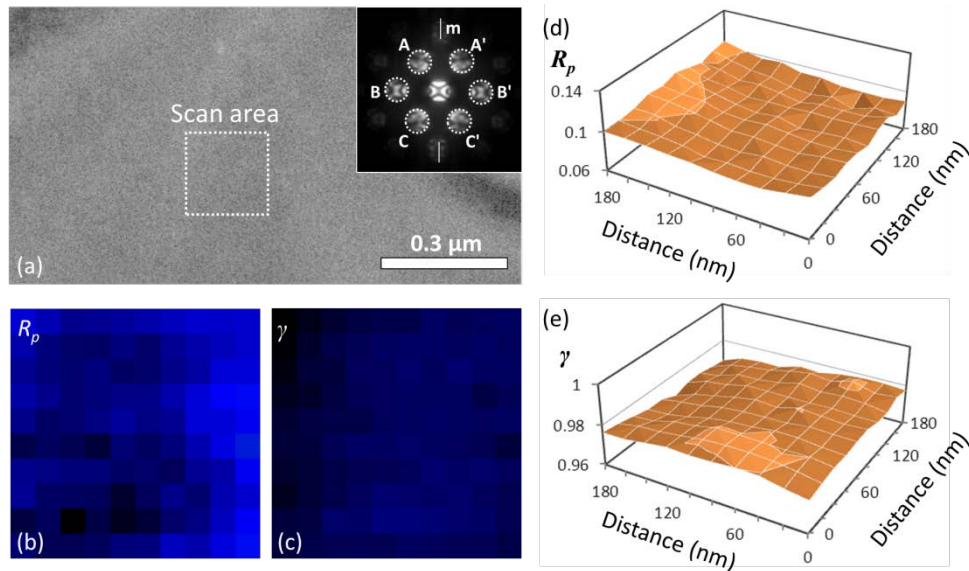 Scan area
0.3 µm
(a)
m
A
A'
B
B'
C
C'
R_p
(b)
γ
(c)
(d)
R_p
0.14
0.1
0.06
180
120
60
0
Distance (nm)
0
60
120
180
Distance (nm)
(e)
γ
1
0.98
0.96
180
120
60
0
Distance (nm)
0
60
120
180
Distance (nm)